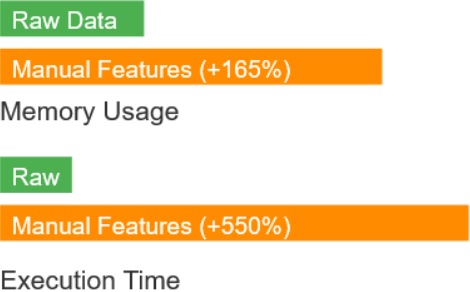 Raw Data
Manual Features (+165%)
Memory Usage
Raw
Manual Features (+550%)
Execution Time